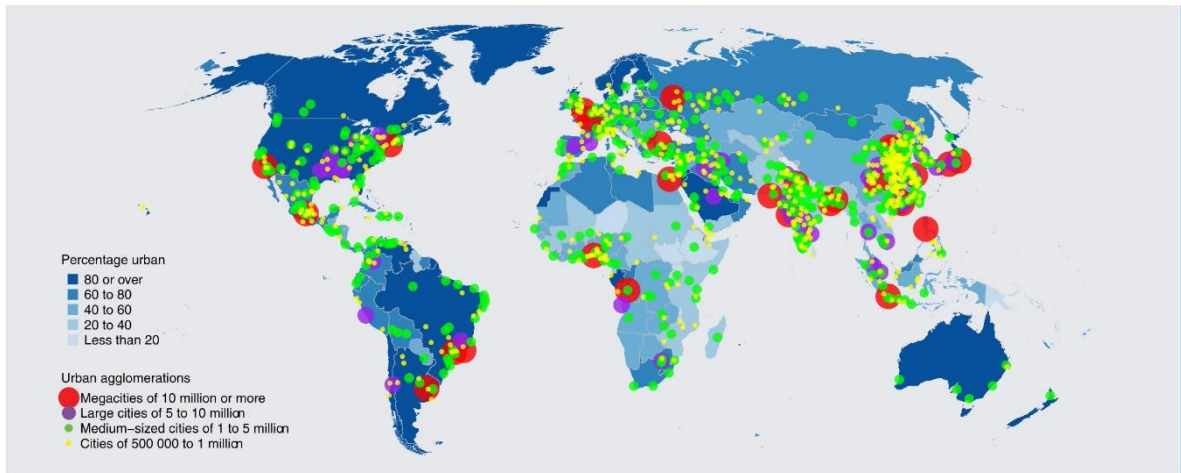 Percentage urban
80 or over
60 to 80
40 to 60
20 to 40
Less than 20
Urban agglomerations
Megacities of 10 million or more
Large cities of 5 to 10 million
Medium−sized cities of 1 to 5 million
Cities of 500 000 to 1 million